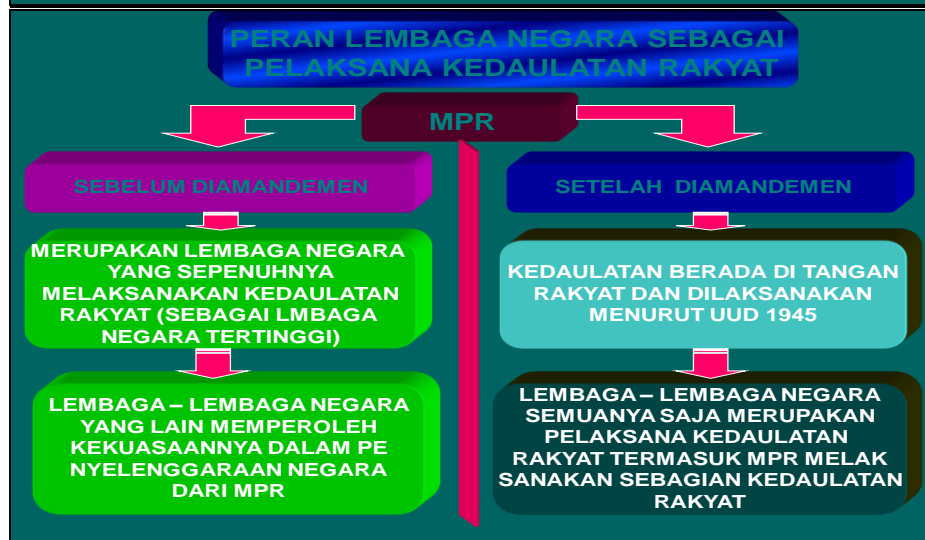 PERAN LEMBAGA NEGARA SEBAGAI
PELAKSANA KEDAULATAN RAKYAT
MPR
SEBELUM DIAMANDEMEN
MERUPAKAN LEMBAGA NEGARA
YANG SEPENUHNYA
MELAKSANAKAN KEDAULATAN
RAKYAT (SEBAGAI LMBAGA
NEGARA TERTINGGI)
LEMBAGA – LEMBAGA NEGARA
YANG LAIN MEMPEROLEH
KEKUASAANNYA DALAM PE
NYELENGGARAAN NEGARA
DARI MPR
SETELAH DIAMANDEMEN
KEDAULATAN BERADA DI TANGAN
RAKYAT DAN DILAKSANAKAN
MENURUT UUD 1945
LEMBAGA – LEMBAGA NEGARA
SEMUANYA SAJA MERUPAKAN
PELAKSANA KEDAULATAN
RAKYAT TERMASUK MPR MELAK
SANAKAN SEBAGIAN KEDAULATAN
RAKYAT